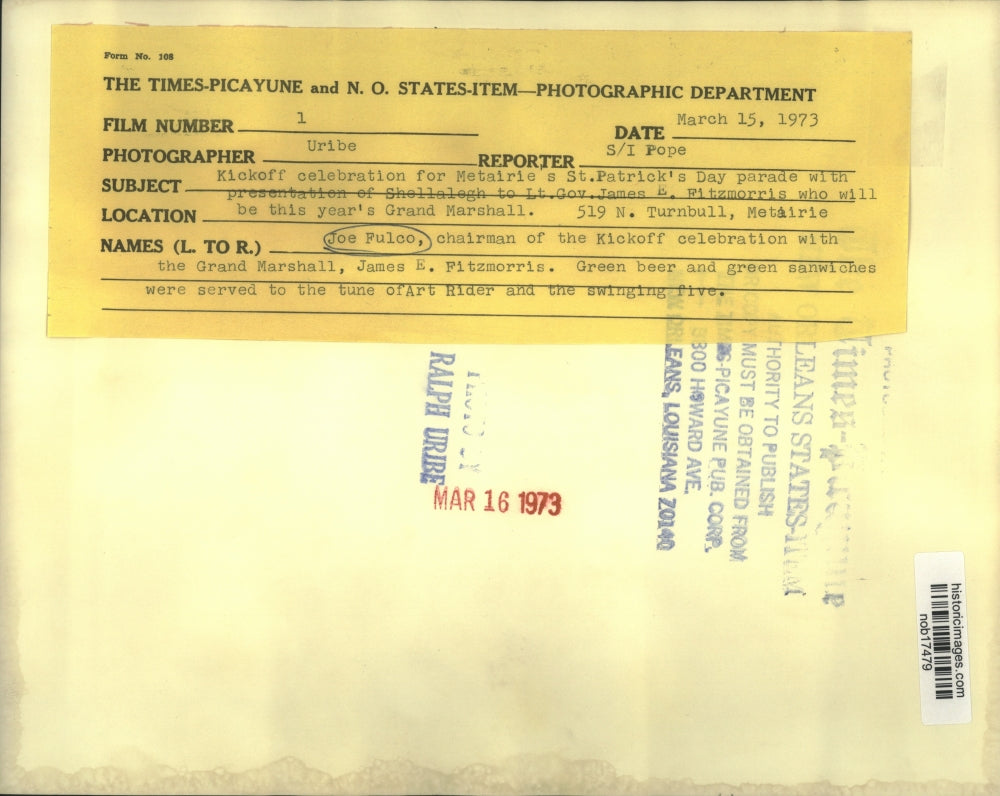 Form No. 108
THE TIMES-PICAYUNE and N. O. STATES-ITEM—PHOTOGRAPHIC DEPARTMENT
FILM NUMBER 1
DATE March 15, 1973
PHOTOGRAPHER Uribe
REPORTER S/I Pope
SUBJECT Kickoff celebration for Metairie s St.Patrick's Day parade with
presentation of Shellalegh to Lt.Gov.James E. Fitzmorris who will
be this year's Grand Marshall.
LOCATION 519 N. Turnbull, Metairie
NAMES (L. TO R.) Joe Fulco, chairman of the Kickoff celebration with
the Grand Marshall, James E. Fitzmorris. Green beer and green sanwiches
were served to the tune ofArt Rider and the swinging five.
RALPH URIBE
MAR 16 1973
ORLEANS STATES-ITEM
THORITY TO PUBLISH
MUST BE OBTAINED FROM
S-PICAYUNE PUB. CORP.
3800 HOWARD AVE.
EANS, LOUISIANA 70140
historicimages.com
nob17479